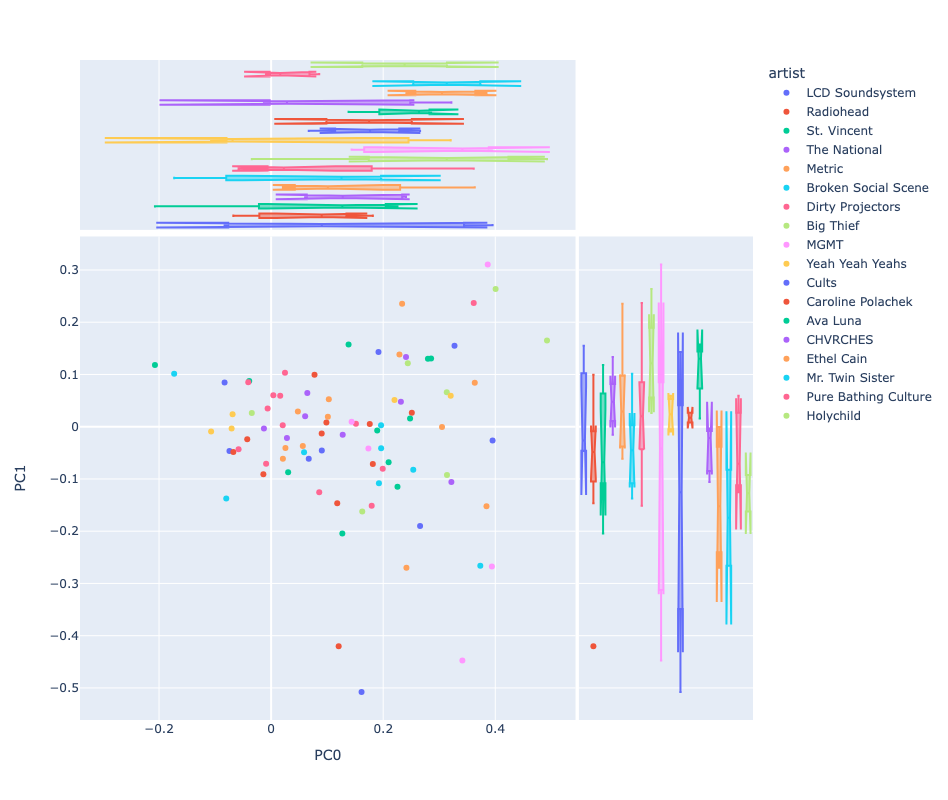 artist
LCD Soundsystem
Radiohead
St. Vincent
The National
Metric
Broken Social Scene
Dirty Projectors
Big Thief
MGMT
Yeah Yeah Yeahs
Cults
Caroline Polachek
Ava Luna
CHVRCHES
Ethel Cain
Mr. Twin Sister
Pure Bathing Culture
Holychild
0.3
0.2
0.1
0
−0.1
−0.2
−0.3
−0.4
−0.5
PC1
−0.2 0 0.2 0.4
PC0